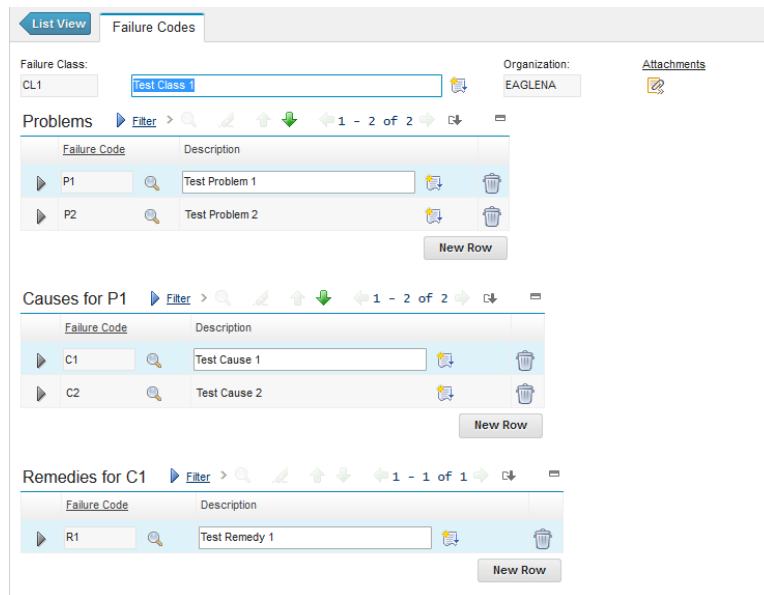 List View Failure Codes
Failure Class: Organization: Attachments
CL1 Test Class 1 EAGLENA
Problems Filter > 1 - 2 of 2
Failure Code Description
P1 Test Problem 1
P2 Test Problem 2
New Row
Causes for P1 Filter > 1 - 2 of 2
Failure Code Description
C1 Test Cause 1
C2 Test Cause 2
New Row
Remedies for C1 Filter > 1 - 1 of 1
Failure Code Description
R1 Test Remedy 1
New Row